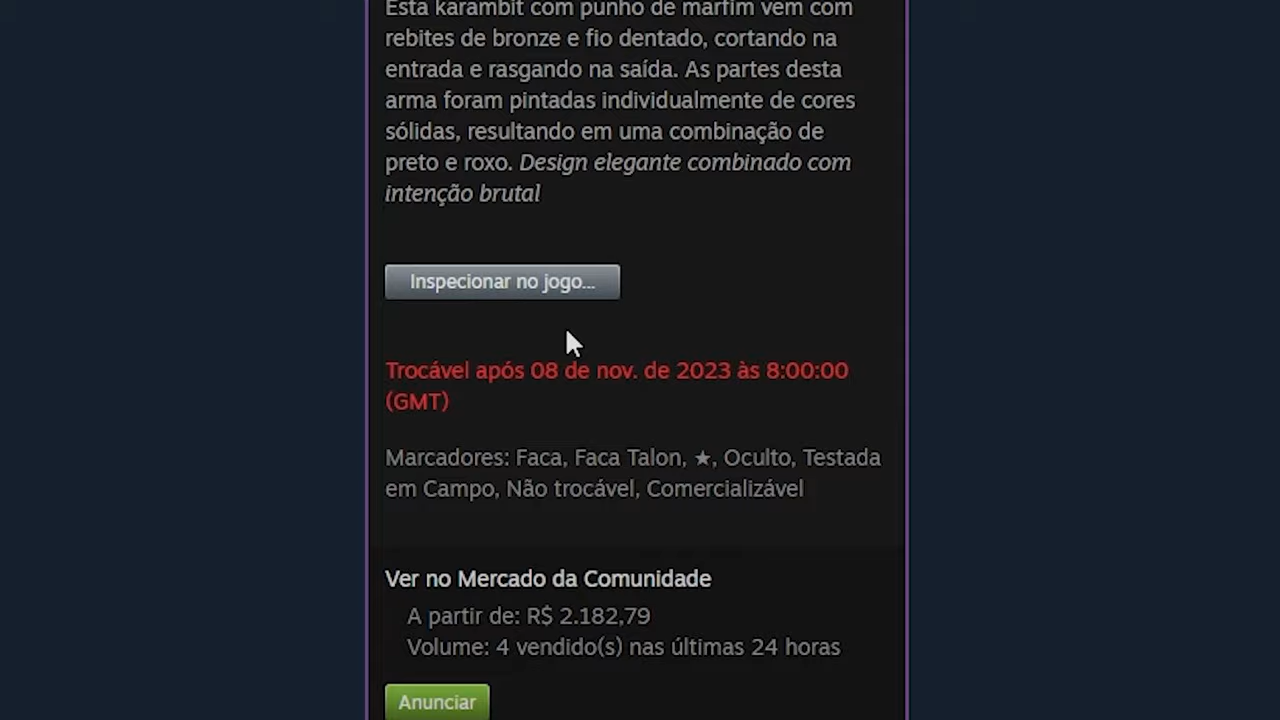 Esta karambit com punho de marfim vem com
rebites de bronze e fio dentado, cortando na
entrada e rasgando na saída. As partes desta
arma foram pintadas individualmente de cores
sólidas, resultando em uma combinação de
preto e roxo. Design elegante combinado com
intenção brutal
Inspecionar no jogo...
Trocável após 08 de nov. de 2023 às 8:00:00
(GMT)
Marcadores: Faca, Faca Talon, ★, Oculto, Testada
em Campo, Não trocável, Comercializável
Ver no Mercado da Comunidade
A partir de: R$ 2.182,79
Volume: 4 vendido(s) nas últimas 24 horas
Anunciar